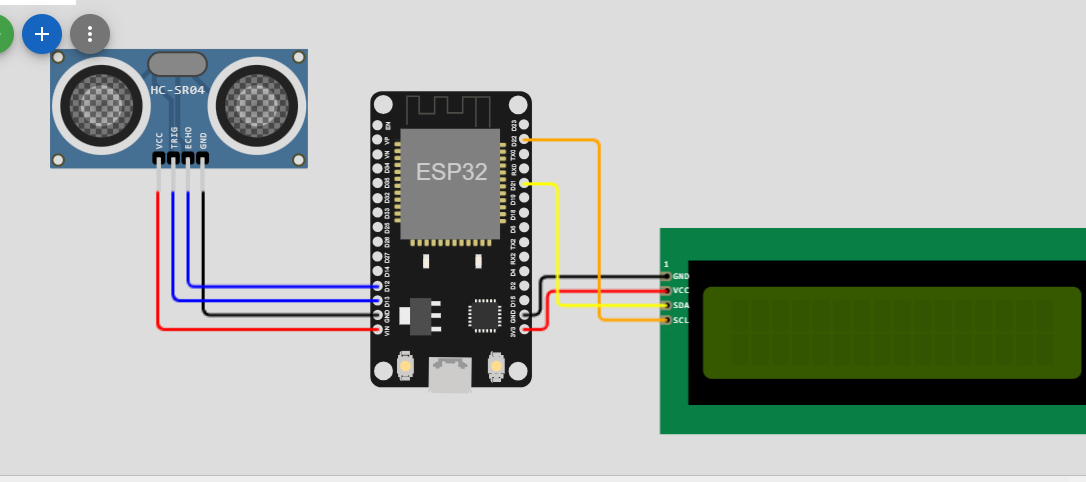 HC-SR04
VCC
TRIG
ECHO
GND
ESP32
EN
VP
VN
D34
D35
D32
D33
D25
D26
D27
D14
D12
D13
GND
VIN
D23
D22
TX0
RX0
D21
D19
D18
D5
TX2
RX2
D4
D2
D15
GND
3V3
1
GND
VCC
SDA
SCL